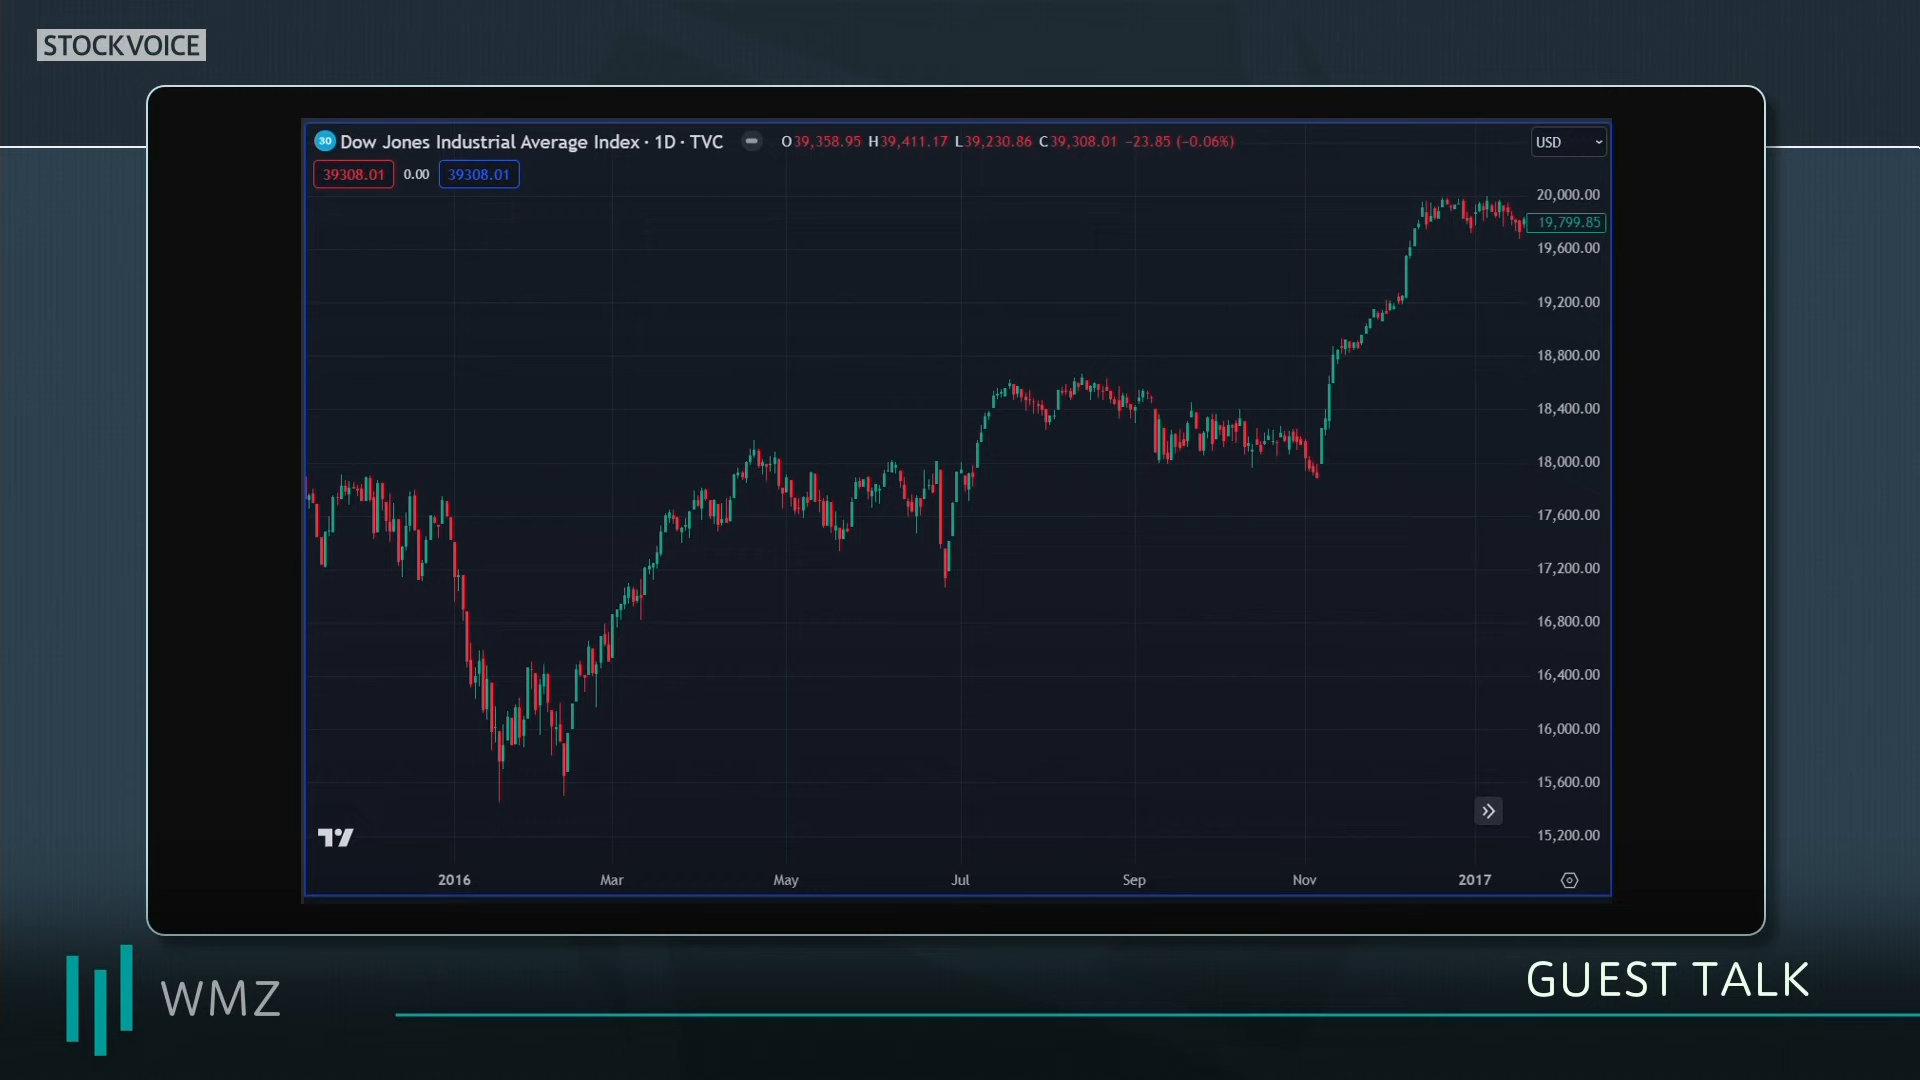 STOCKVOICE
30 Dow Jones Industrial Average Index · 1D · TVC O39,358.95 H39,411.17 L39,230.86 C39,308.01 −23.85 (−0.06%) USD
39308.01 0.00 39308.01
20,000.00
19,799.85
19,600.00
19,200.00
18,800.00
18,400.00
18,000.00
17,600.00
17,200.00
16,800.00
16,400.00
16,000.00
15,600.00
15,200.00
2016 Mar May Jul Sep Nov 2017
GUEST TALK
WMZ